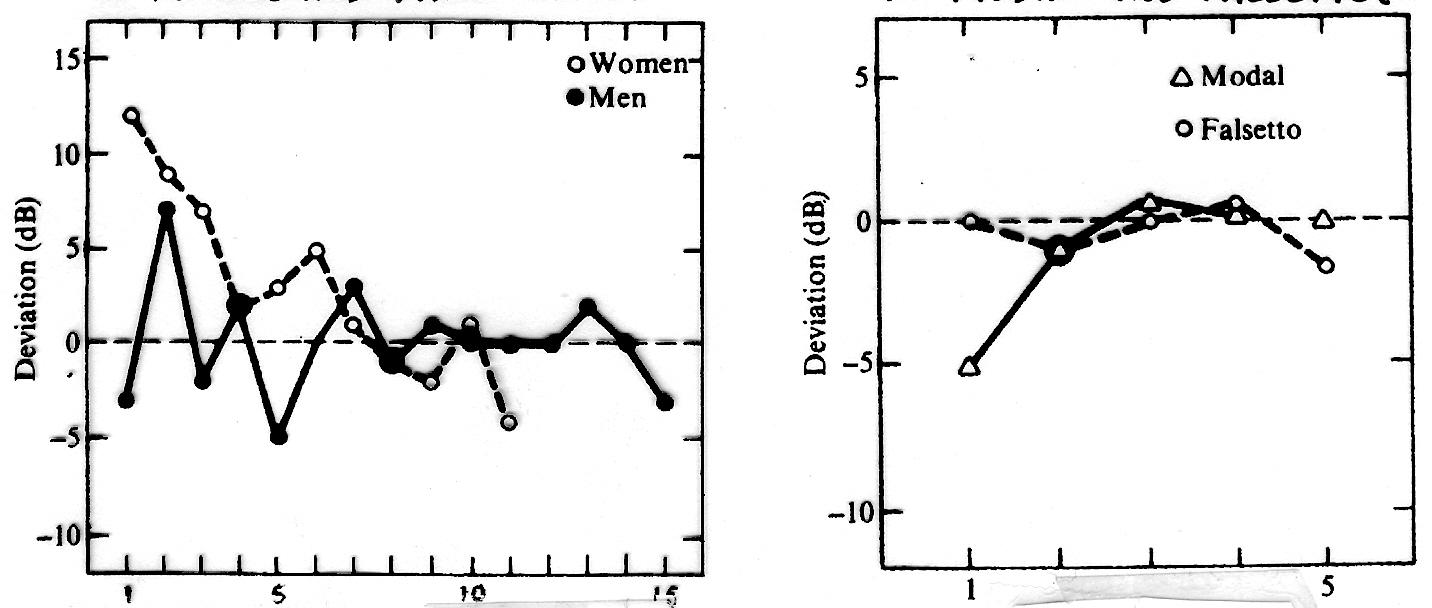 15
10
5
0
−5
−10
Deviation (dB)
Women
Men
1 5 10 15
5
0
−5
−10
Deviation (dB)
Modal
Falsetto
1 5